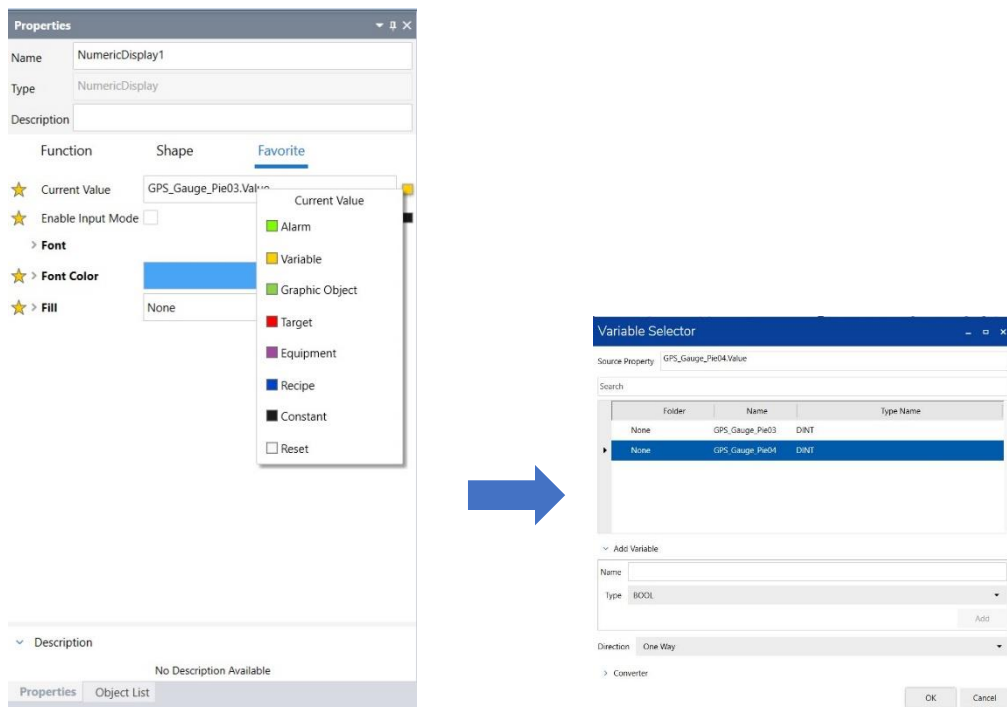 Properties
Name NumericDisplay1
Type NumericDisplay
Description
Function Shape Favorite
Current Value GPS_Gauge_Pie03.Value
Enable Input Mode
Font
Font Color
Fill None
Current Value
Alarm
Variable
Graphic Object
Target
Equipment
Recipe
Constant
Reset
Description
No Description Available
Properties Object List
Variable Selector
Source Property GPS_Gauge_Pie04.Value
Search
Folder Name Type Name
None GPS_Gauge_Pie03 DINT
None GPS_Gauge_Pie04 DINT
Add Variable
Name
Type BOOL
Add
Direction One Way
Converter
OK Cancel